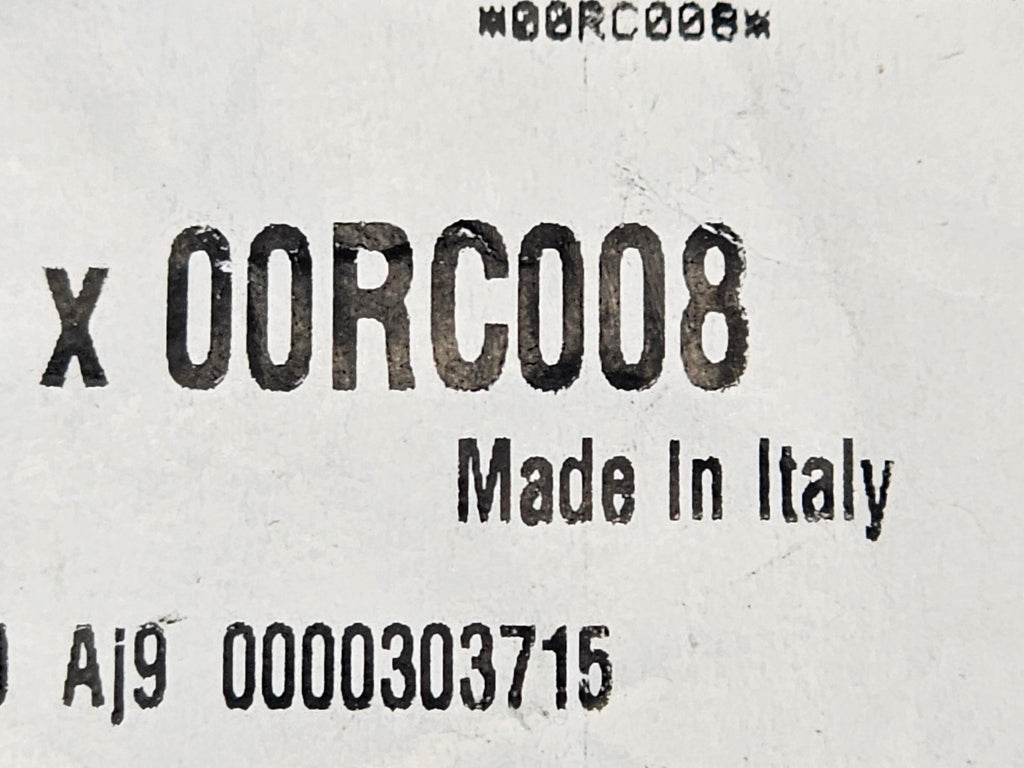 *00RC008*
x 00RC008
Made In Italy
Aj9 0000303715